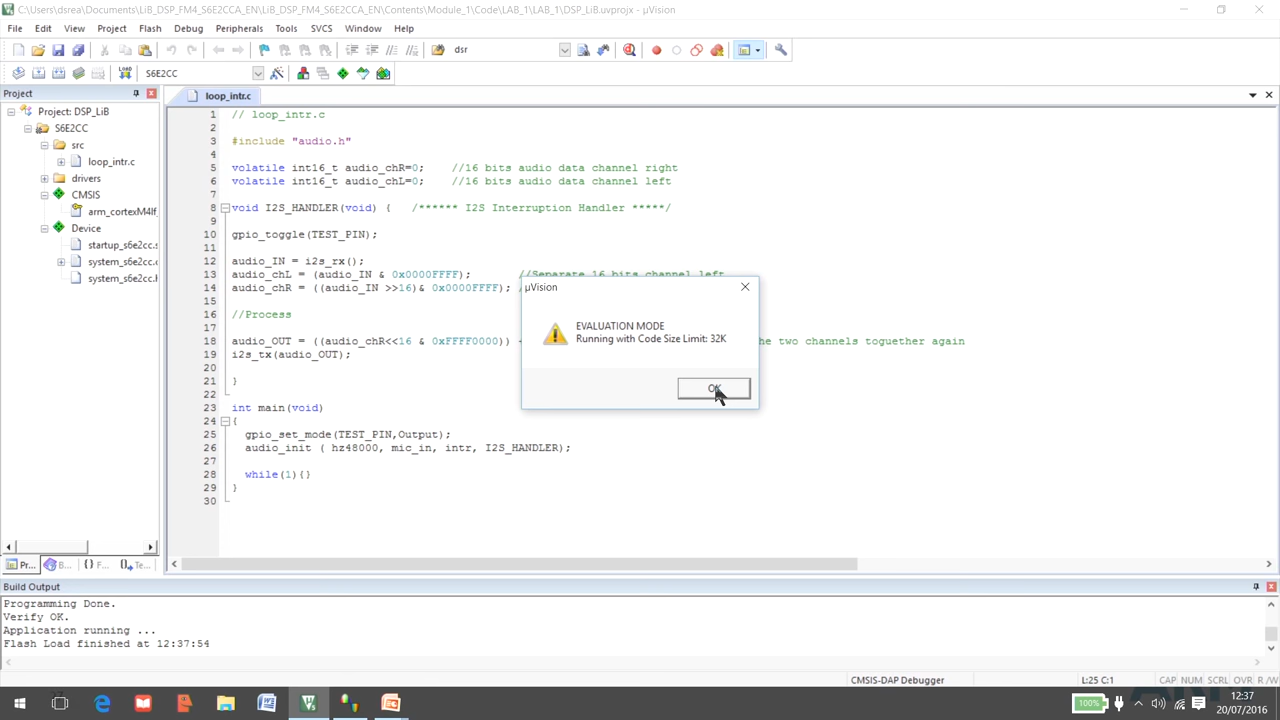 C:\Users\dsrea\Documents\LiB_DSP_FM4_S6E2CCA_EN\LiB_DSP_FM4_S6E2CCA_EN\Contents\Module_1\Code\LAB_1\LAB_1\DSP_LiB.uvprojx - µVision
File Edit View Project Flash Debug Peripherals Tools SVCS Window Help
dsr
LOAD S6E2CC
Project
loop_intr.c
Project: DSP_LiB
S6E2CC
src
loop_intr.c
drivers
CMSIS
arm_cortexM4lf_
Device
startup_s6e2cc.s
system_s6e2cc.
system_s6e2cc.h
1 // loop_intr.c
2
3 #include "audio.h"
4
5 volatile int16_t audio_chR=0; //16 bits audio data channel right
6 volatile int16_t audio_chL=0; //16 bits audio data channel left
7
8 void I2S_HANDLER(void) { /****** I2S Interruption Handler *****/
9
10 gpio_toggle(TEST_PIN);
11
12 audio_IN = i2s_rx();
13 audio_chL = (audio_IN & 0x0000FFFF); //Separate 16 bits channel left
14 audio_chR = ((audio_IN >>16)& 0x0000FFFF);
15
16 //Process
17
18 audio_OUT = ((audio_chR<<16 & 0xFFFF0000)) he two channels toguether again
19 i2s_tx(audio_OUT);
20
21 }
22
23 int main(void)
24 {
25 gpio_set_mode(TEST_PIN,Output);
26 audio_init ( hz48000, mic_in, intr, I2S_HANDLER);
27
28 while(1){}
29 }
30
µVision
EVALUATION MODE
Running with Code Size Limit: 32K
OK
Pr... B... {} F... Te...
Build Output
Programming Done.
Verify OK.
Application running ...
Flash Load finished at 12:37:54
CMSIS-DAP Debugger L:25 C:1 CAP NUM SCRL OVR R/W
100% 12:37
20/07/2016